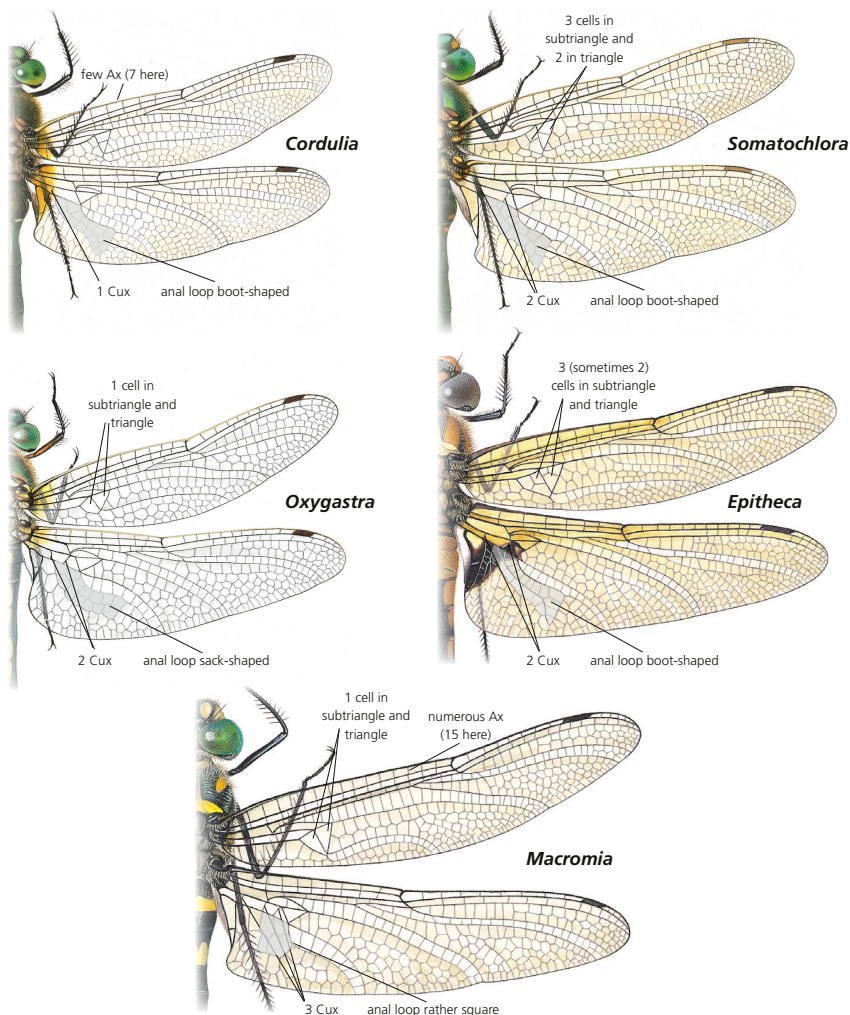 few Ax (7 here)
Cordulia
1 Cux
anal loop boot-shaped
3 cells in
subtriangle and
2 in triangle
Somatochlora
2 Cux
anal loop boot-shaped
1 cell in
subtriangle and
triangle
Oxygastra
2 Cux
anal loop sack-shaped
3 (sometimes 2)
cells in subtriangle
and triangle
Epitheca
2 Cux
anal loop boot-shaped
1 cell in
subtriangle and
triangle
numerous Ax
(15 here)
Macromia
3 Cux
anal loop rather square